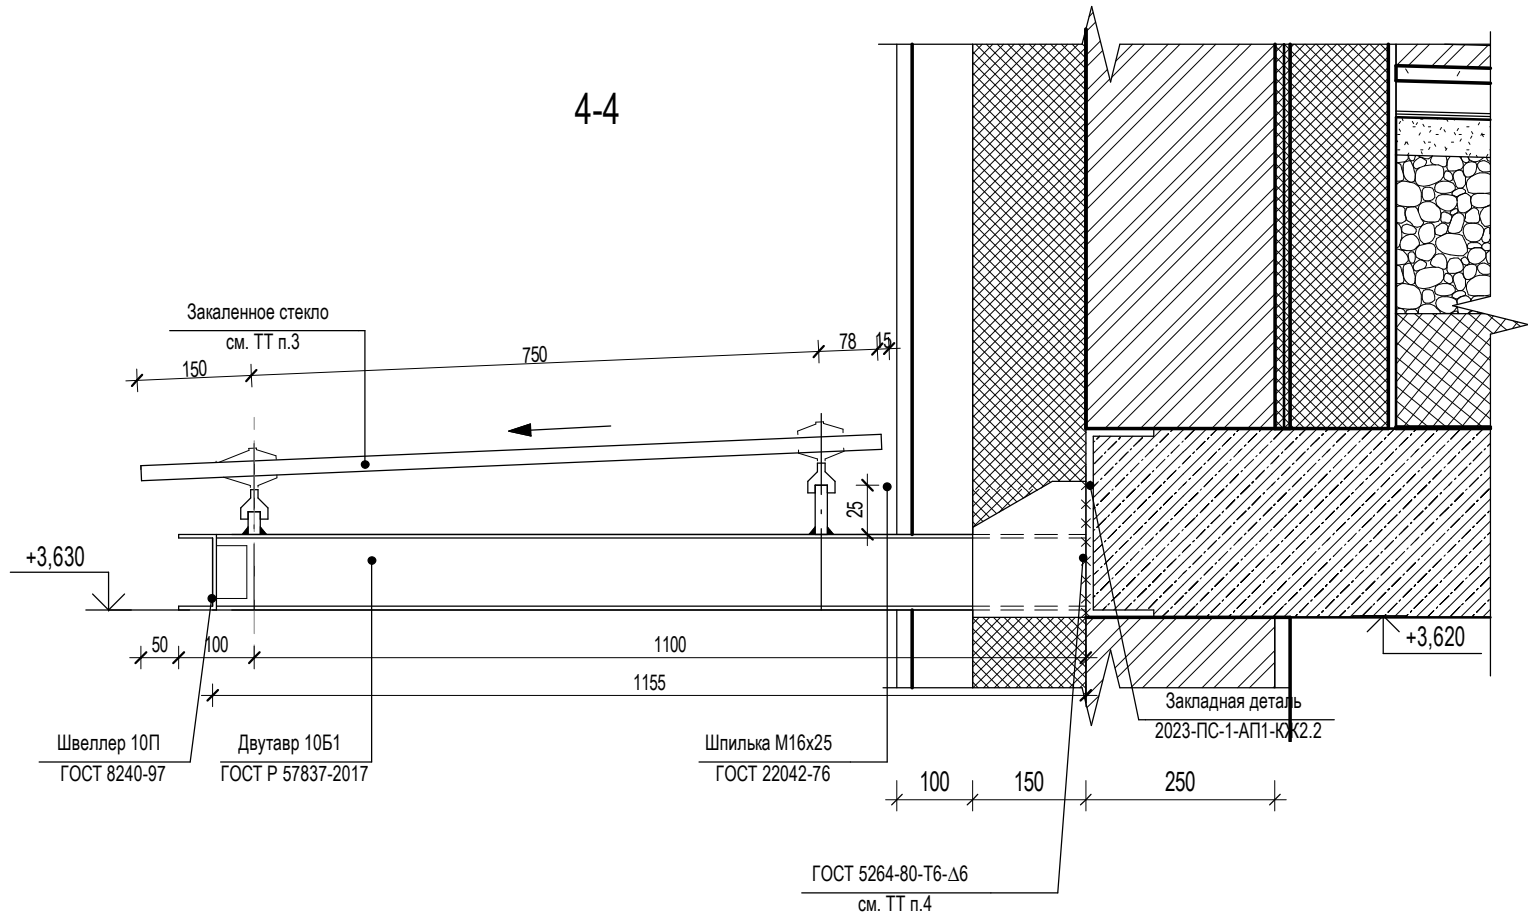 4-4
Закаленное стекло
см. ТТ п.3
150
750
78
15
25
+3,630
+3,620
50
100
1100
1155
Швеллер 10П
ГОСТ 8240-97
Двутавр 10Б1
ГОСТ Р 57837-2017
Шпилька М16х25
ГОСТ 22042-76
Закладная деталь
2023-ПС-1-АП1-КЖ2.2
100
150
250
ГОСТ 5264-80-Т6-Δ6
см. ТТ п.4